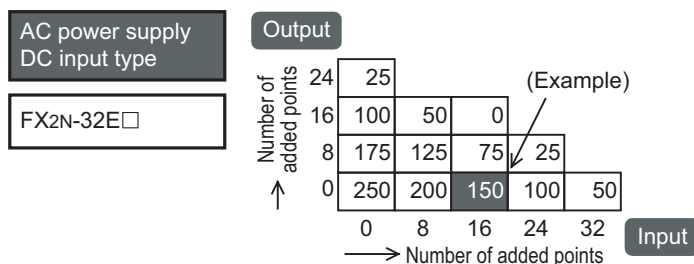 AC power supply
DC input type
FX2N-32E□
Output
Number of
added points
24 25
16 100 50 0
8 175 125 75 25
0 250 200 150 100 50
(Example)
0 8 16 24 32
Input
Number of added points